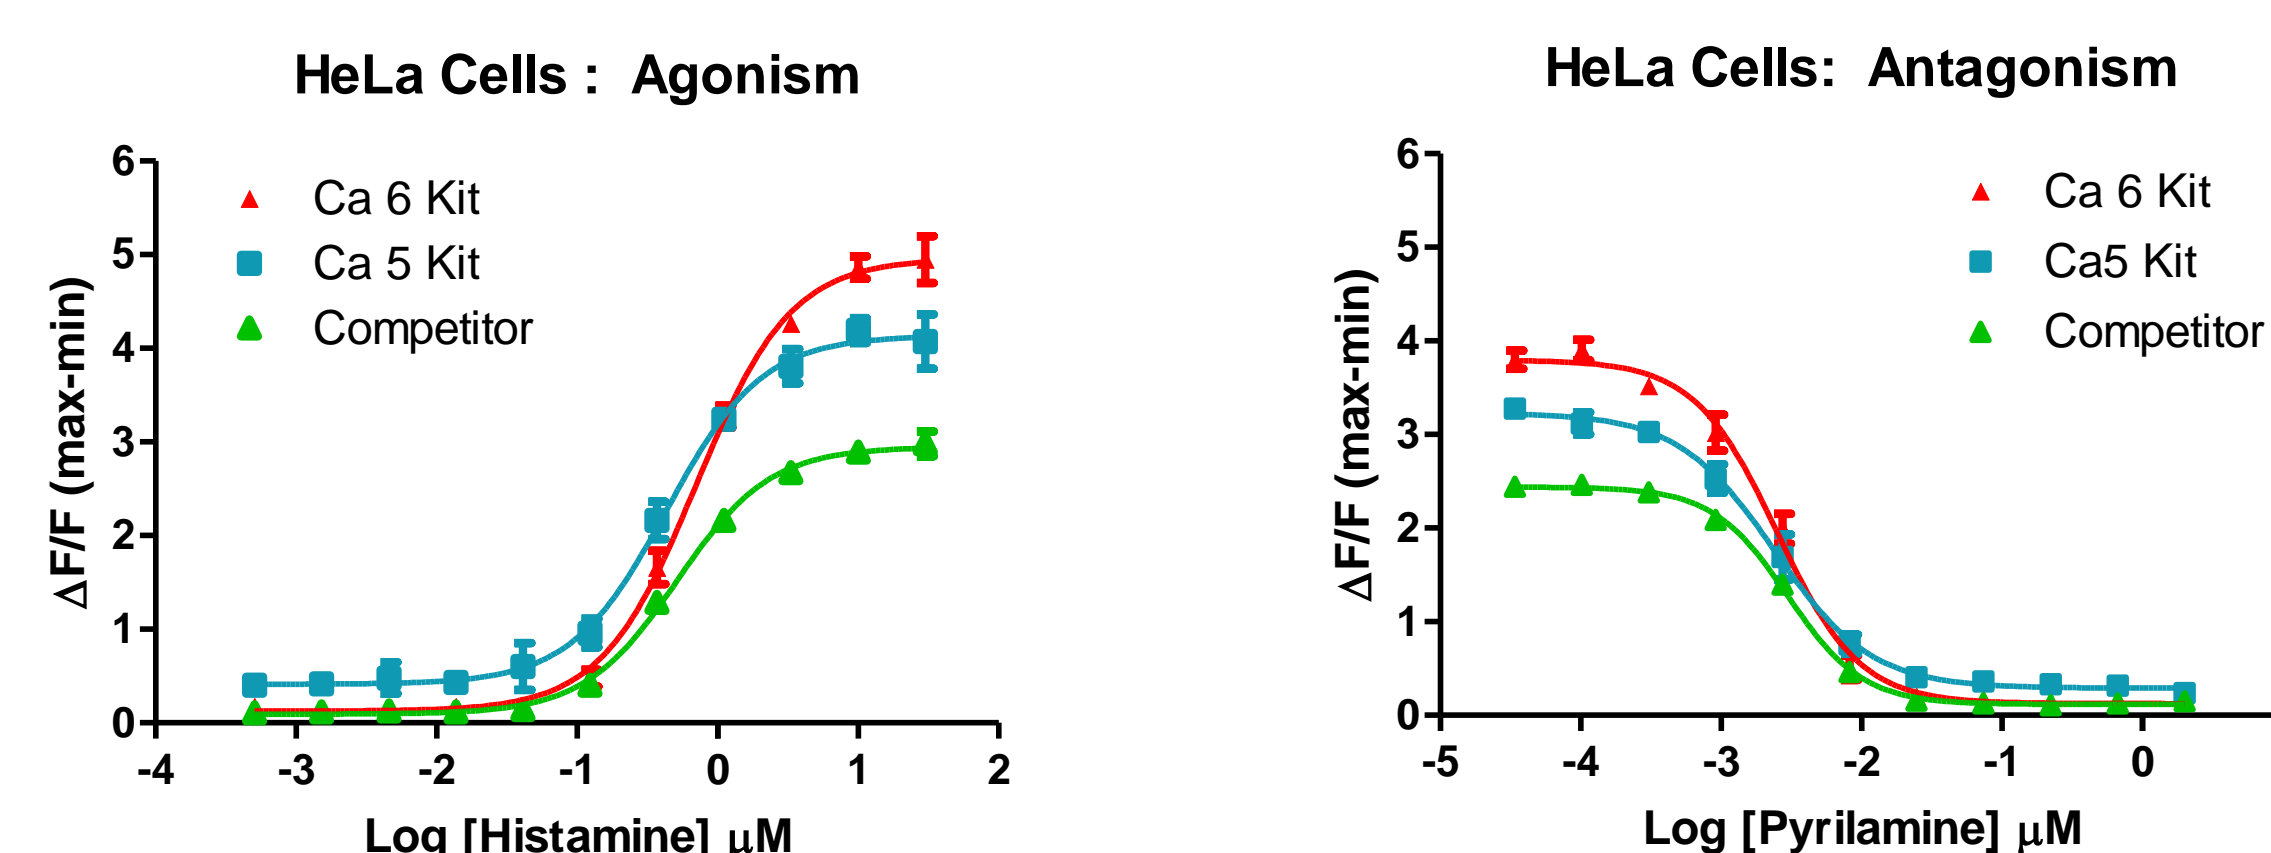 HeLa Cells : Agonism
6
5
4
3
2
1
0
-4 -3 -2 -1 0 1 2
ΔF/F (max-min)
Log [Histamine] μM
Ca 6 Kit
Ca 5 Kit
Competitor
HeLa Cells: Antagonism
6
5
4
3
2
1
0
-5 -4 -3 -2 -1 0
ΔF/F (max-min)
Log [Pyrilamine] μM
Ca 6 Kit
Ca5 Kit
Competitor